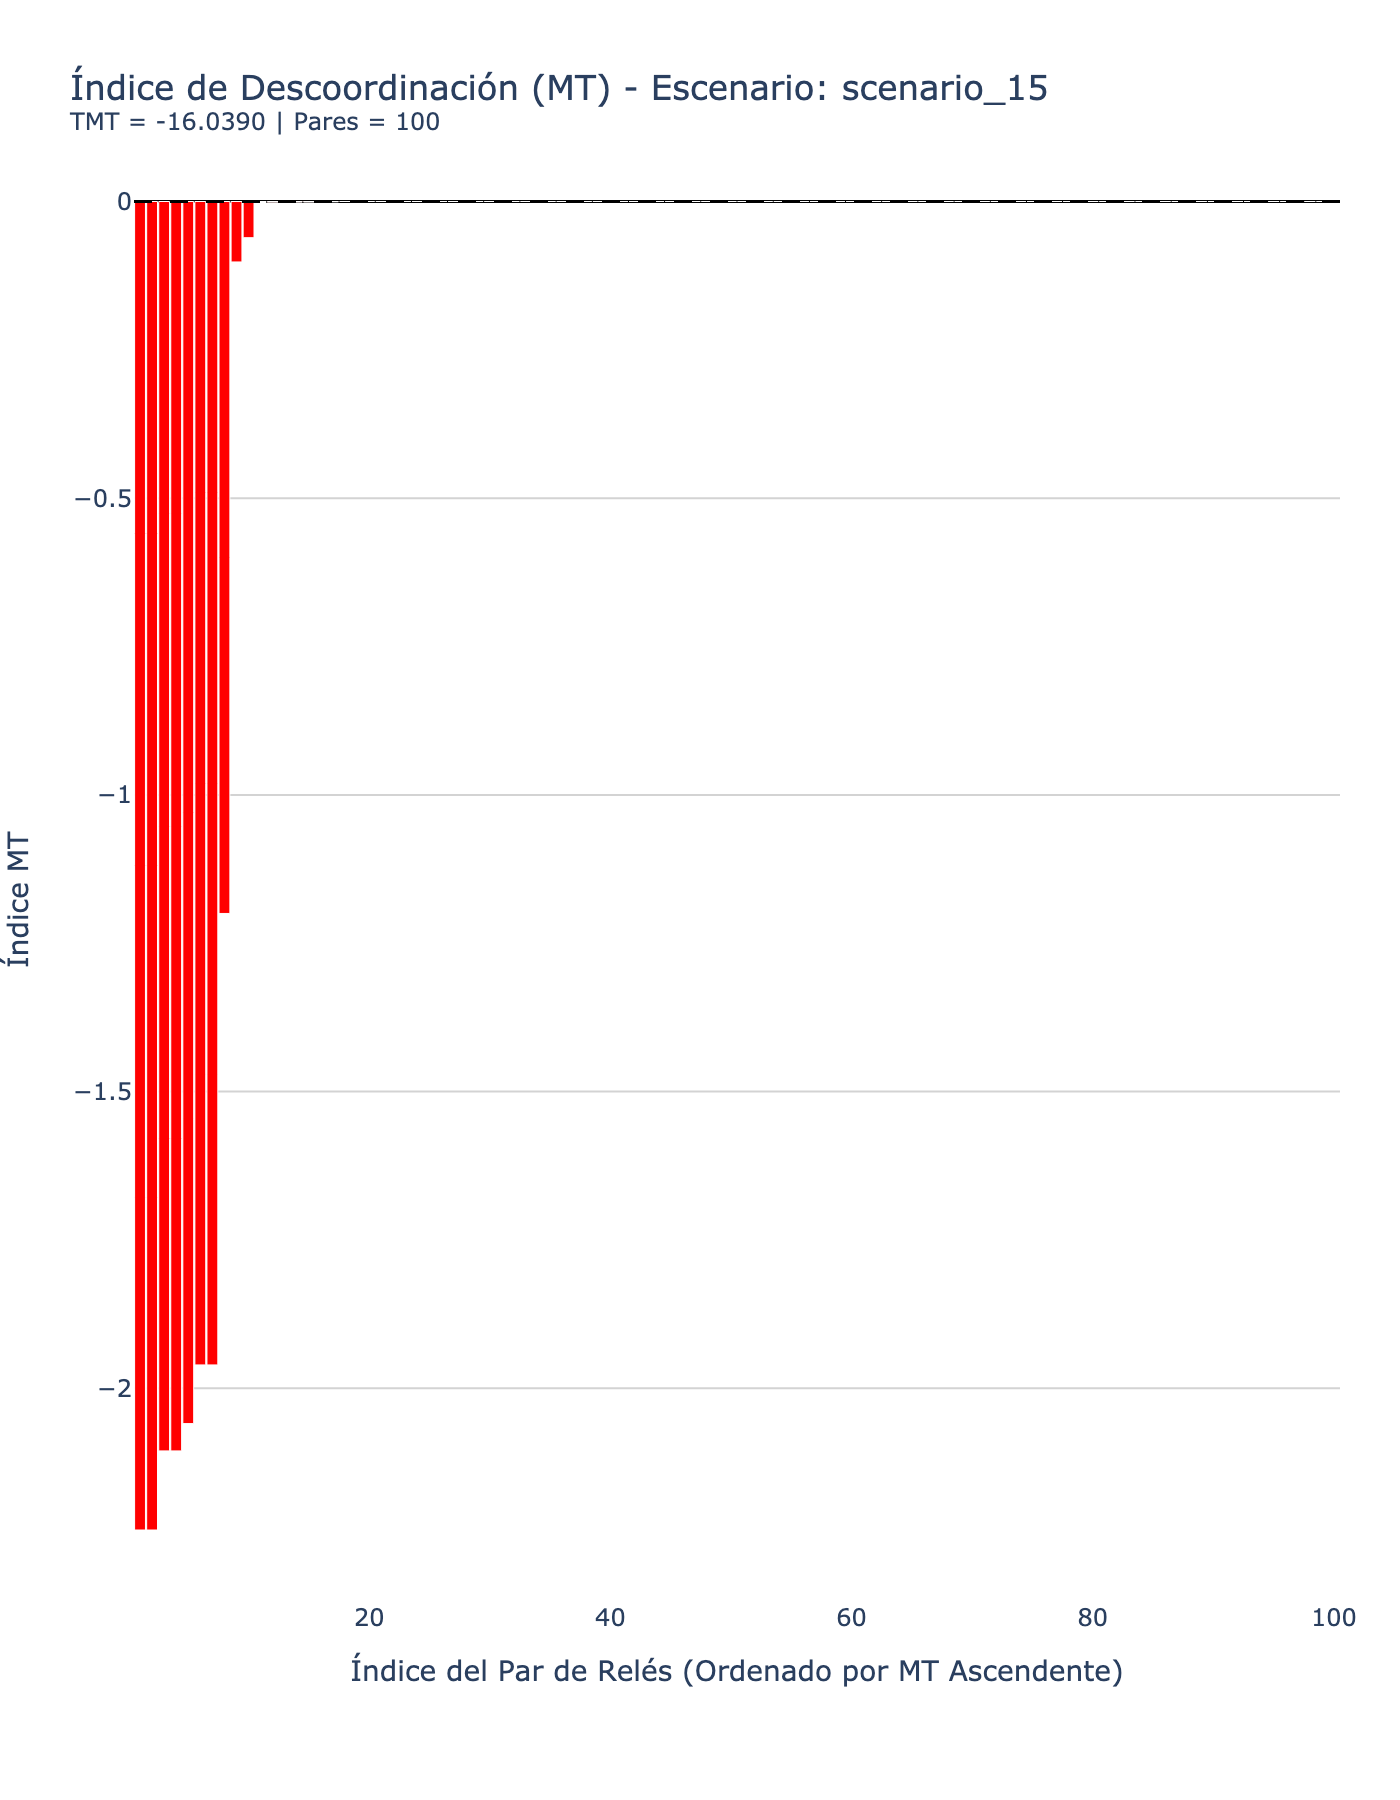 Índice de Descoordinación (MT) - Escenario: scenario_15
TMT = -16.0390 | Pares = 100
0
−0.5
−1
−1.5
−2
Índice MT
20 40 60 80 100
Índice del Par de Relés (Ordenado por MT Ascendente)